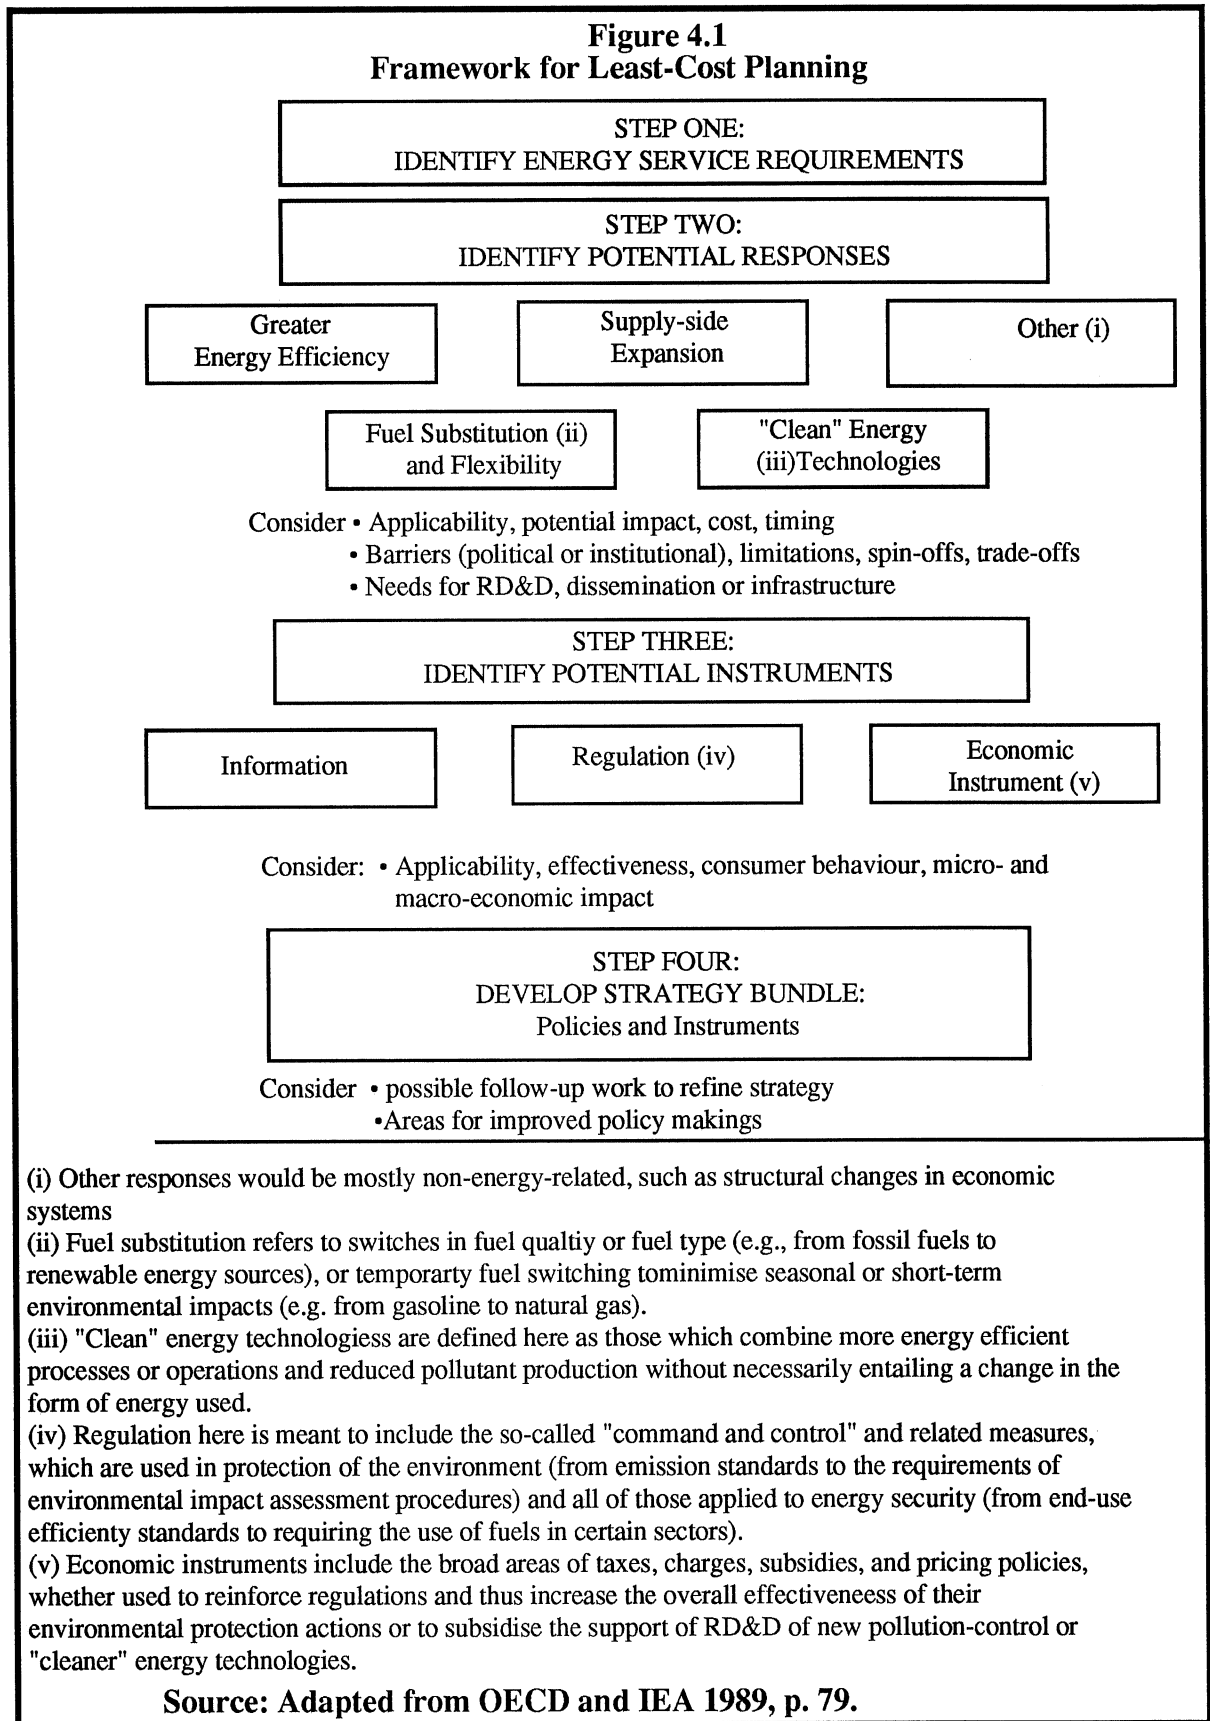 Figure 4.1
Framework for Least-Cost Planning
STEP ONE:
IDENTIFY ENERGY SERVICE REQUIREMENTS
STEP TWO:
IDENTIFY POTENTIAL RESPONSES
Greater
Energy Efficiency
Supply-side
Expansion
Other (i)
Fuel Substitution (ii)
and Flexibility
"Clean" Energy
(iii)Technologies
Consider • Applicability, potential impact, cost, timing
• Barriers (political or institutional), limitations, spin-offs, trade-offs
• Needs for RD&D, dissemination or infrastructure
STEP THREE:
IDENTIFY POTENTIAL INSTRUMENTS
Information
Regulation (iv)
Economic
Instrument (v)
Consider: • Applicability, effectiveness, consumer behaviour, micro- and
macro-economic impact
STEP FOUR:
DEVELOP STRATEGY BUNDLE:
Policies and Instruments
Consider • possible follow-up work to refine strategy
•Areas for improved policy makings
(i) Other responses would be mostly non-energy-related, such as structural changes in economic
systems
(ii) Fuel substitution refers to switches in fuel qualtiy or fuel type (e.g., from fossil fuels to
renewable energy sources), or temporarty fuel switching tominimise seasonal or short-term
environmental impacts (e.g. from gasoline to natural gas).
(iii) "Clean" energy technologiess are defined here as those which combine more energy efficient
processes or operations and reduced pollutant production without necessarily entailing a change in the
form of energy used.
(iv) Regulation here is meant to include the so-called "command and control" and related measures,
which are used in protection of the environment (from emission standards to the requirements of
environmental impact assessment procedures) and all of those applied to energy security (from end-use
efficienty standards to requiring the use of fuels in certain sectors).
(v) Economic instruments include the broad areas of taxes, charges, subsidies, and pricing policies,
whether used to reinforce regulations and thus increase the overall effectiveneess of their
environmental protection actions or to subsidise the support of RD&D of new pollution-control or
"cleaner" energy technologies.
Source: Adapted from OECD and IEA 1989, p. 79.